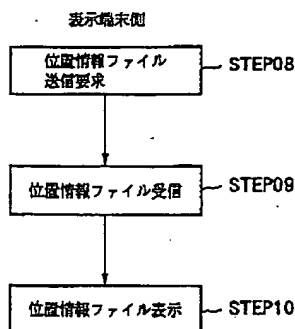 表示端末側
位置情報ファイル
送信要求
STEP08
位置情報ファイル受信
STEP09
位置情報ファイル表示
STEP10